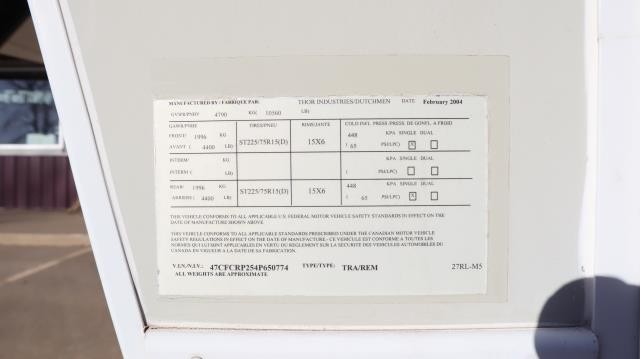 MANUFACTURED BY / FABRIQUE PAR: THOR INDUSTRIES/DUTCHMEN DATE February 2004
GVWR/PNBV 4790 KG( 10560 LB)
GAWR/PNBE TIRES/PNEU RIMS/JANTE COLD INFL. PRESS./PRESS. DE GONFL. A FROID
FRONT/ 1996 KG ST225/75R15(D) 15X6 448 KPA SINGLE DUAL
AVANT ( 4400 LB) ( 65 PSI/LPC) X
INTERM/ KG KPA SINGLE DUAL
INTERM ( LB) ( PSI/LPC)
REAR/ 1996 KG ST225/75R15(D) 15X6 448 KPA SINGLE DUAL
ARRIERE( 4400 LB) ( 65 PSI/LPC) X
THIS VEHICLE CONFORMS TO ALL APPLICABLE U.S. FEDERAL MOTOR VEHICLE SAFETY STANDARDS IN EFFECT ON THE
DATE OF MANUFACTURE SHOWN ABOVE.
THIS VEHICLE CONFORMS TO ALL APPLICABLE STANDARDS PRESCRIBED UNDER THE CANADIAN MOTOR VEHICLE
SAFETY REGULATIONS IN EFFECT ON THE DATE OF MANUFACTURE - CE VEHICULE EST CONFORME A TOUTES LES
NORMES QUI LUI SONT APPLICABLES EN VERTU DU REGLEMENT SUR LA SECURITE DES VEHICULES AUTOMOBILES DU
CANADA EN VIGUEUR A LA DATE DE SA FABRICATION.
V.I.N./N.I.V.: 47CFCRP254P650774 TYPE/TYPE: TRA/REM 27RL-M5
ALL WEIGHTS ARE APPROXIMATE